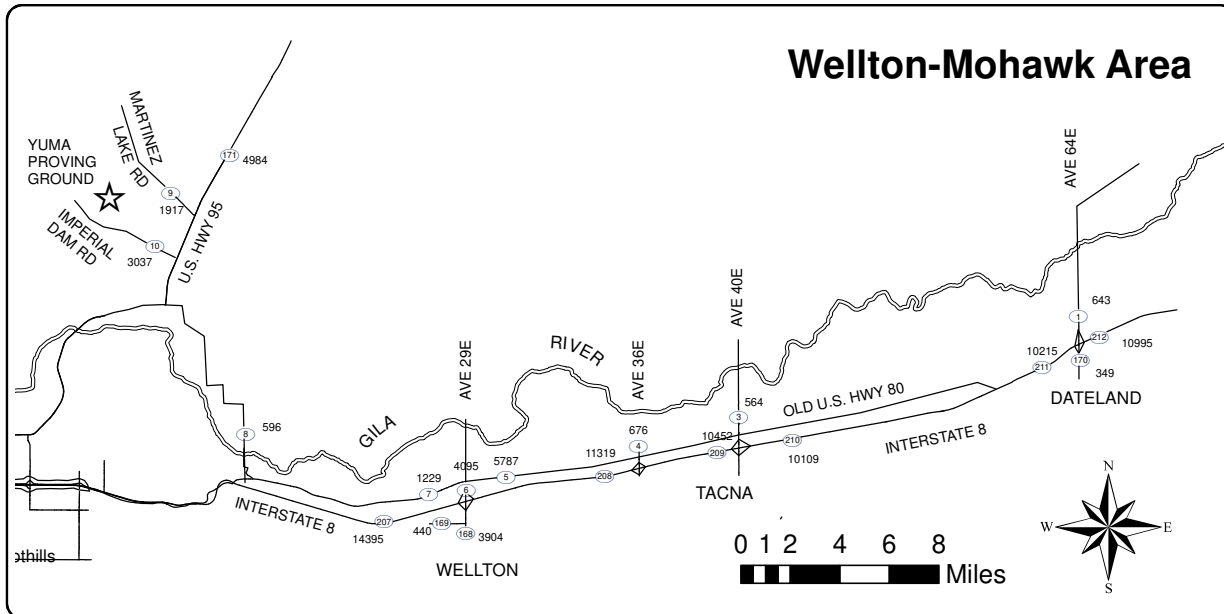 Wellton-Mohawk Area
MARTINEZ
LAKE RD
YUMA
PROVING
GROUND
171
4984
9
1917
IMPERIAL
DAM RD
10
3037
U.S. HWY 95
AVE 64E
643
1
212
10995
10215
211
170
349
DATELAND
AVE 40E
564
3
OLD U.S. HWY 80
INTERSTATE 8
10452
209
210
10109
TACNA
RIVER
AVE 36E
676
4
11319
208
AVE 29E
GILA
4095
5787
5
6
1229
7
596
8
INTERSTATE 8
207
14395
440
169
168
3904
WELLTON
othills
0 1 2 4 6 8
Miles
N
W
E
S